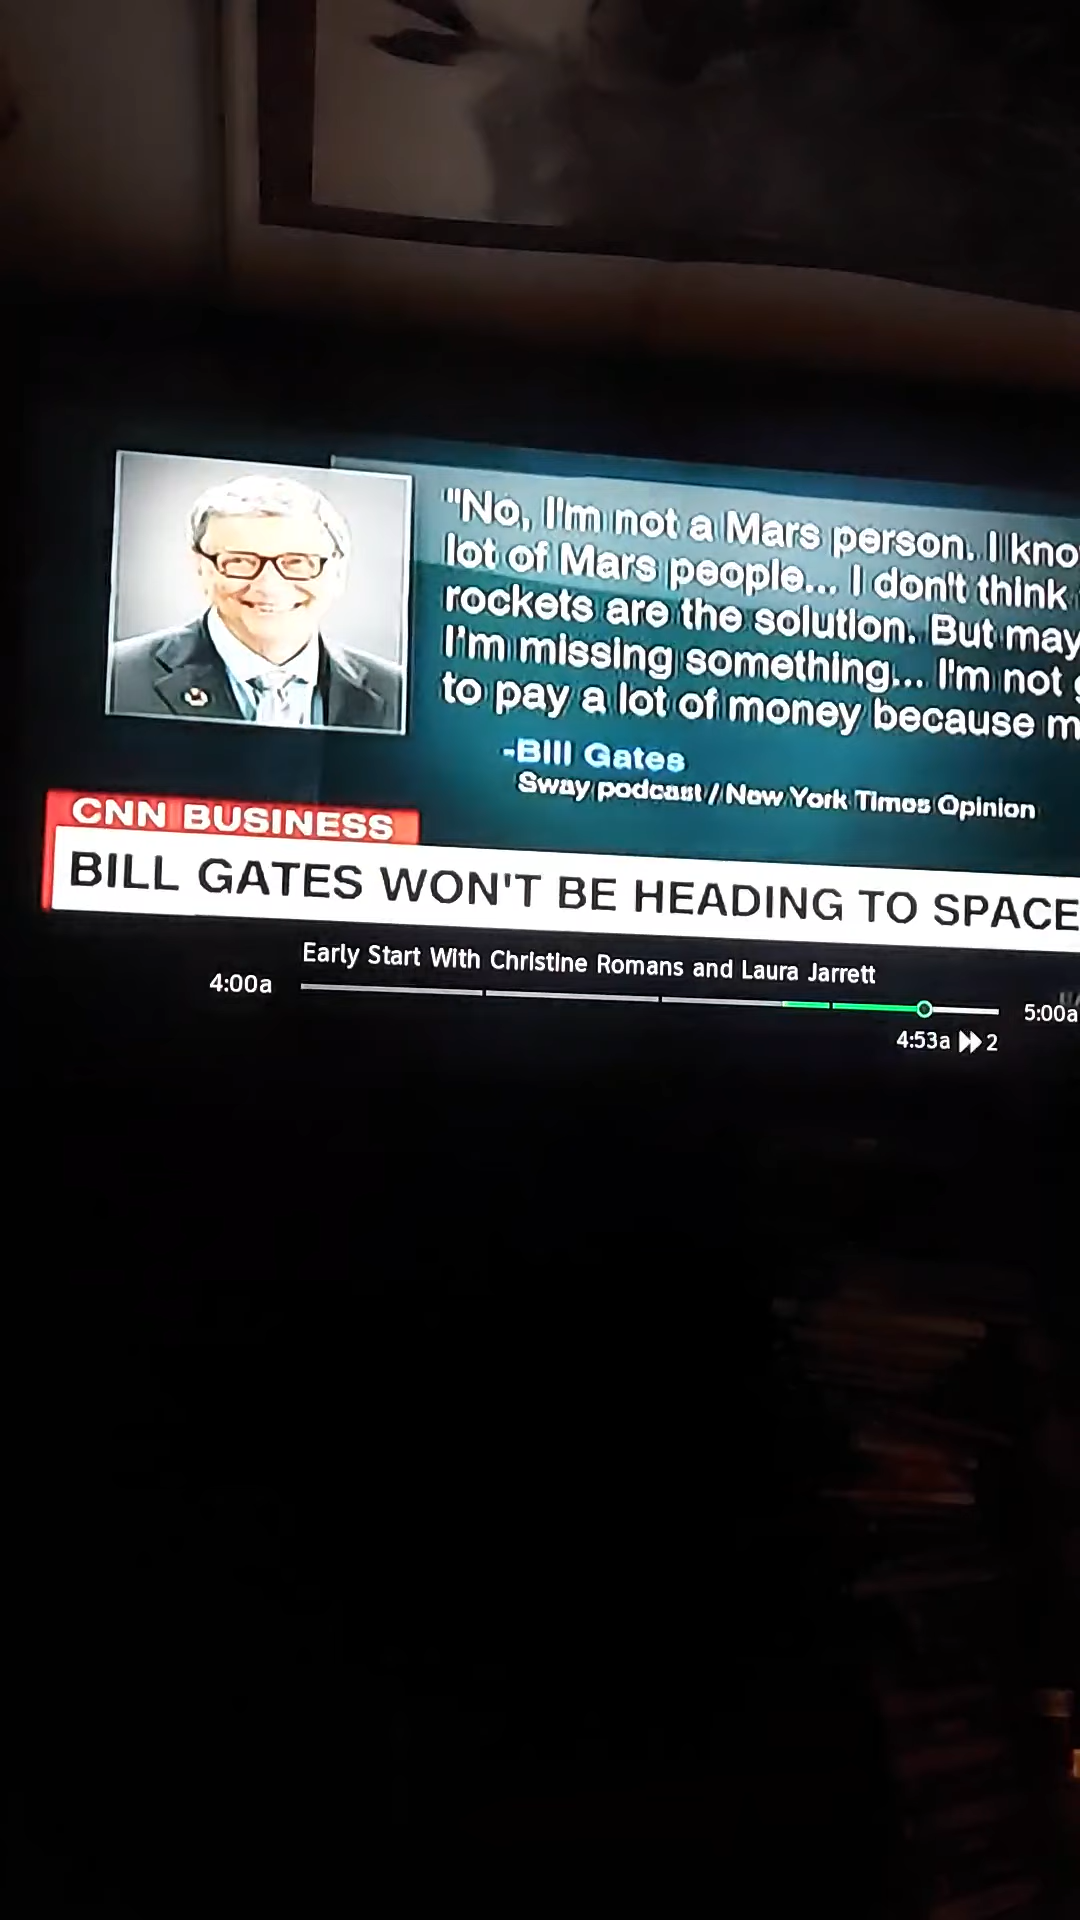 "No, I'm not a Mars person. I kno
lot of Mars people... I don't think
rockets are the solution. But may
I'm missing something... I'm not
to pay a lot of money because m
-Bill Gates
Sway podcast / New York Times Opinion
CNN BUSINESS
BILL GATES WON'T BE HEADING TO SPACE
Early Start With Christine Romans and Laura Jarrett
4:00a
5:00a
4:53a 2